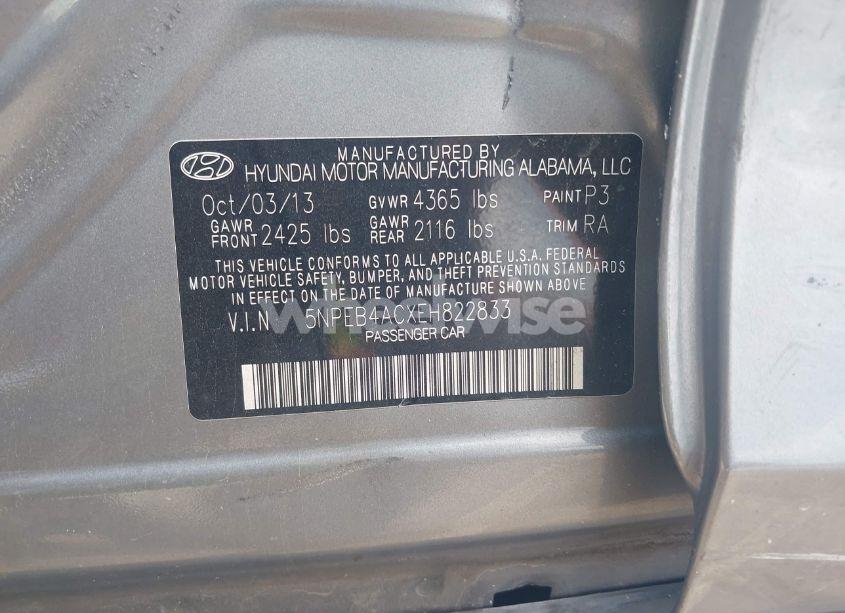 MANUFACTURED BY
HYUNDAI MOTOR MANUFACTURING ALABAMA, LLC
Oct/03/13 GVWR 4365 lbs PAINT P3
GAWR FRONT 2425 lbs GAWR REAR 2116 lbs TRIM RA
THIS VEHICLE CONFORMS TO ALL APPLICABLE U.S.A. FEDERAL
MOTOR VEHICLE SAFETY, BUMPER, AND THEFT PREVENTION STANDARDS
IN EFFECT ON THE DATE OF MANUFACTURE SHOWN ABOVE
V.I.N 5NPEB4ACXEH822833
wheelwise
PASSENGER CAR